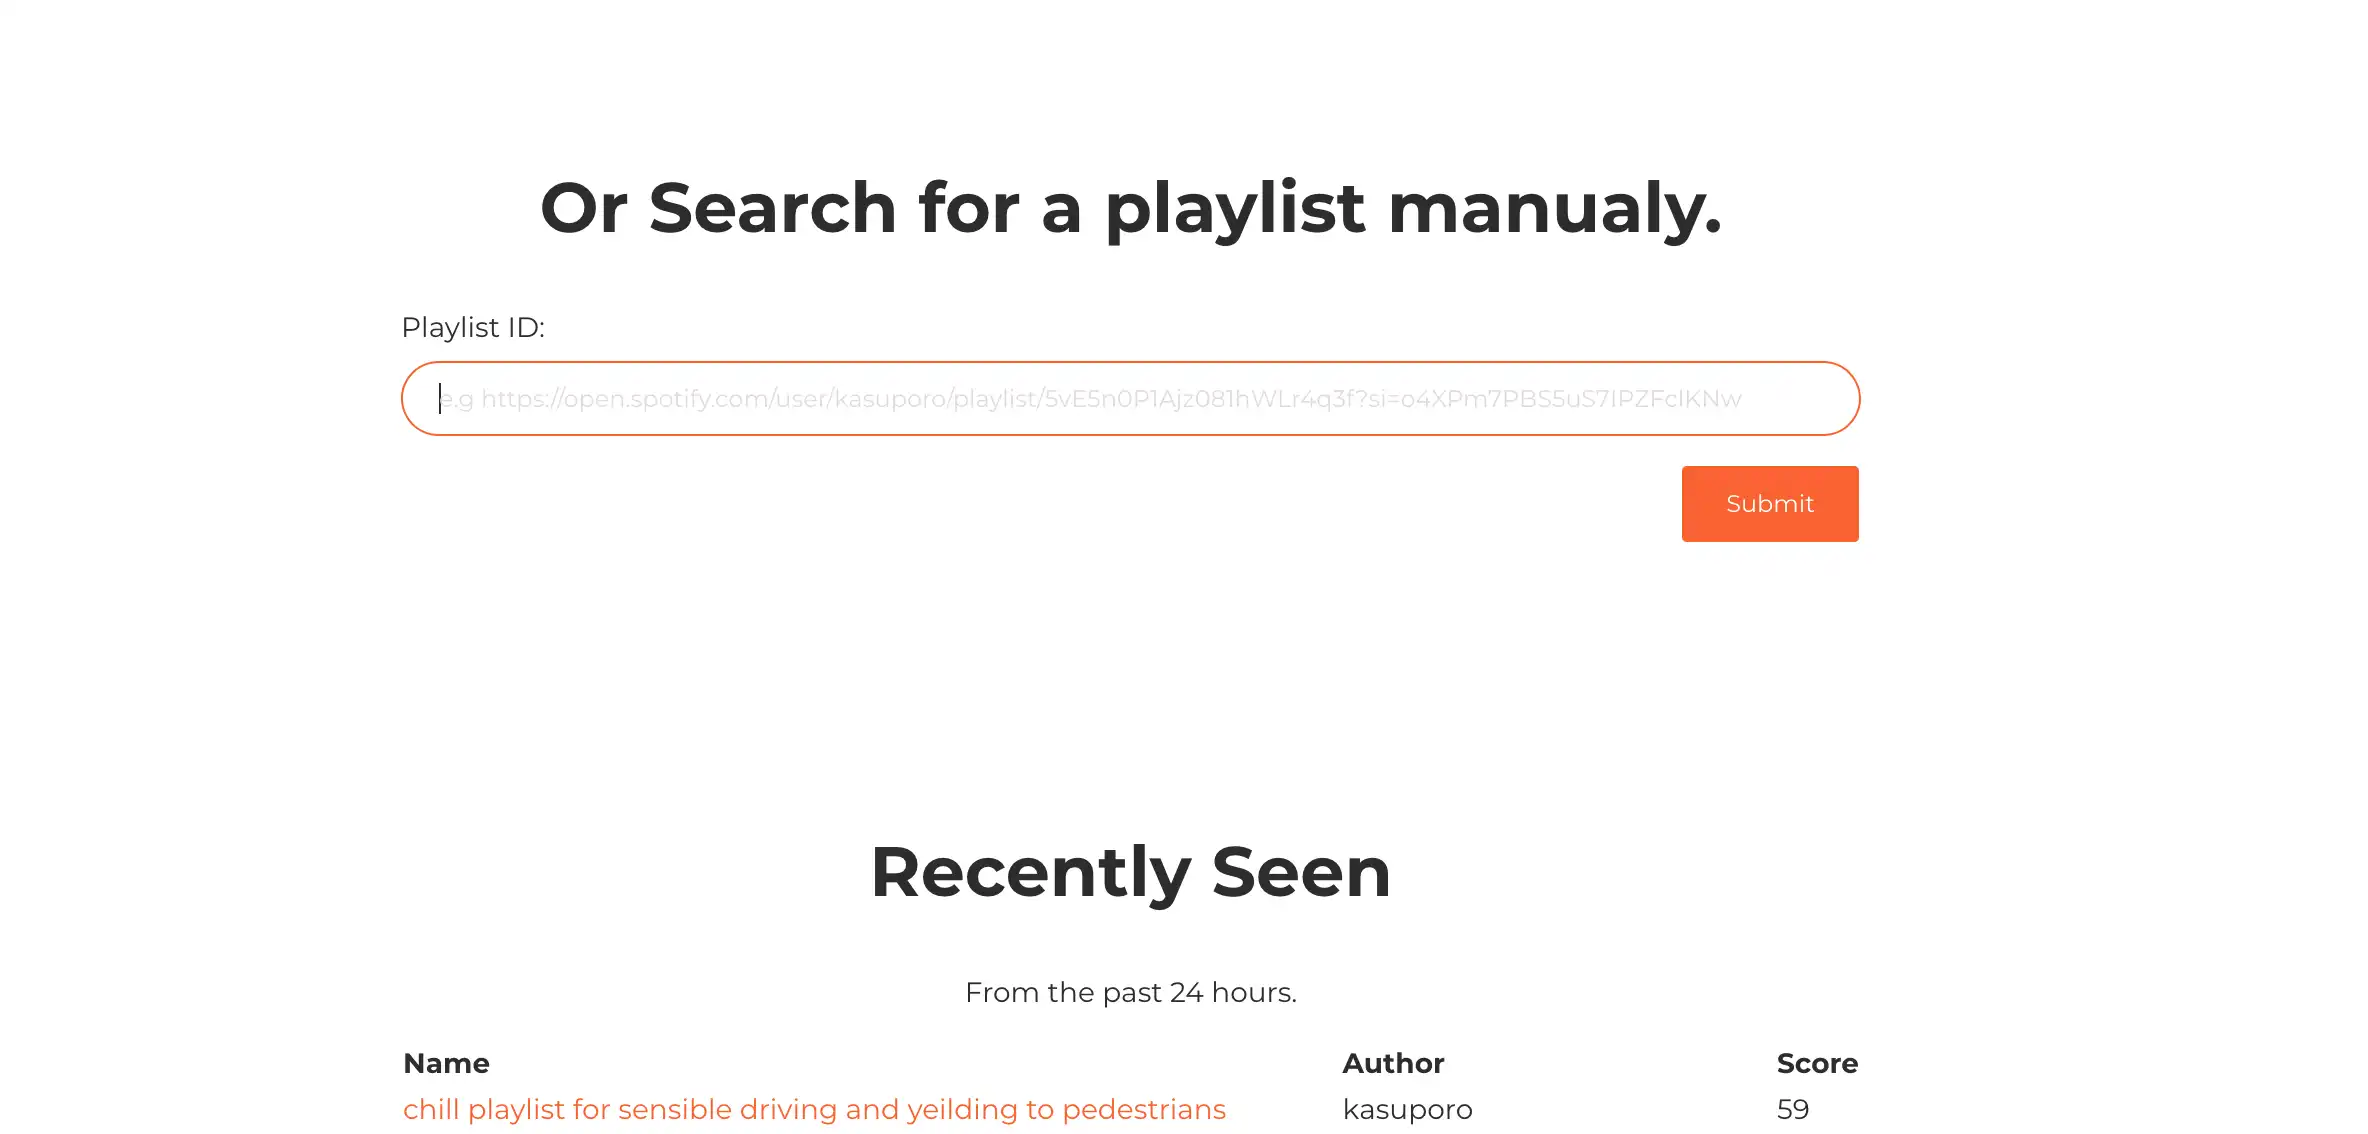 Or Search for a playlist manualy.
Playlist ID:
e.g https://open.spotify.com/user/kasuporo/playlist/5vE5n0P1Ajz081hWLr4q3f?si=o4XPm7PBS5uS7IPZFcIKNw
Submit
Recently Seen
From the past 24 hours.
Name Author Score
chill playlist for sensible driving and yeilding to pedestrians kasuporo 59